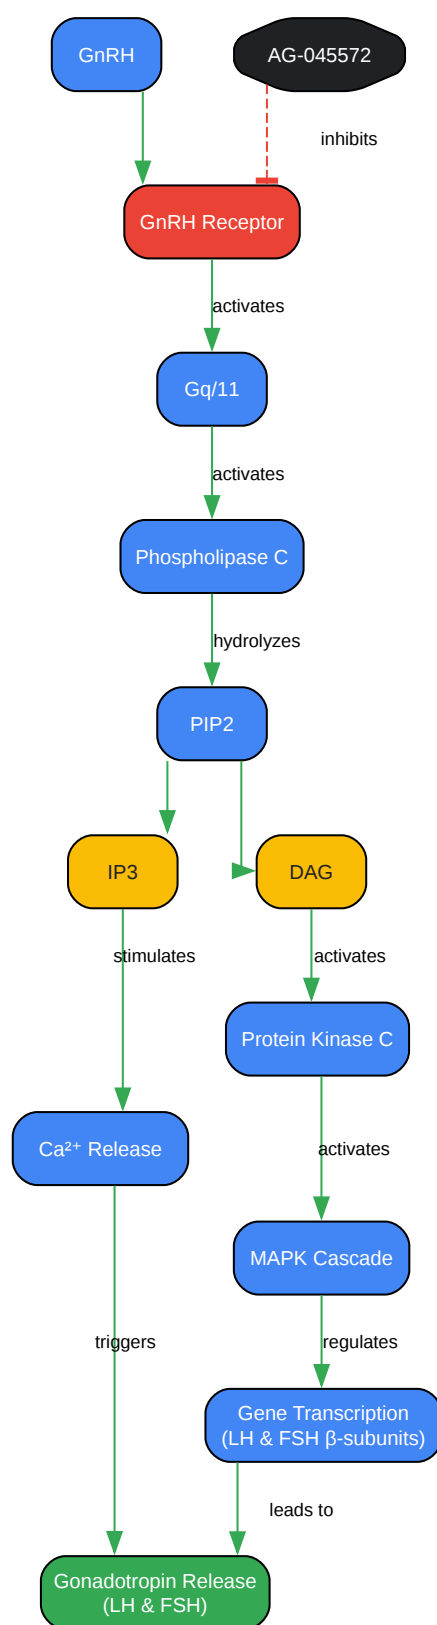 GnRH
AG-045572
inhibits
GnRH Receptor
activates
Gq/11
activates
Phospholipase C
hydrolyzes
PIP2
IP3
DAG
stimulates
activates
Protein Kinase C
Ca²⁺ Release
activates
MAPK Cascade
triggers
regulates
Gene Transcription
(LH & FSH β-subunits)
leads to
Gonadotropin Release
(LH & FSH)